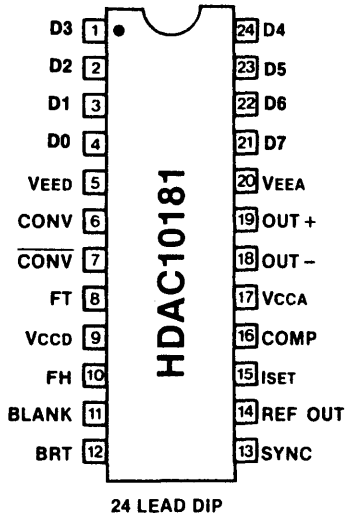 D3 1 24 D4
D2 2 23 D5
D1 3 22 D6
D0 4 21 D7
VEED 5 20 VEEA
CONV 6 19 OUT +
CONV 7 18 OUT −
FT 8 17 VCCA
VCCD 9 16 COMP
FH 10 15 ISET
BLANK 11 14 REF OUT
BRT 12 13 SYNC
HDAC10181
24 LEAD DIP